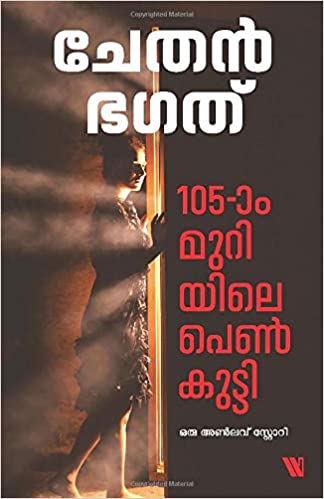 ചേതൻ
ഭഗത്
105-ാം
മുറി
യിലെ
പെൺ
കുട്ടി
ഒരു അൺലവ് സ്റ്റോറി
W